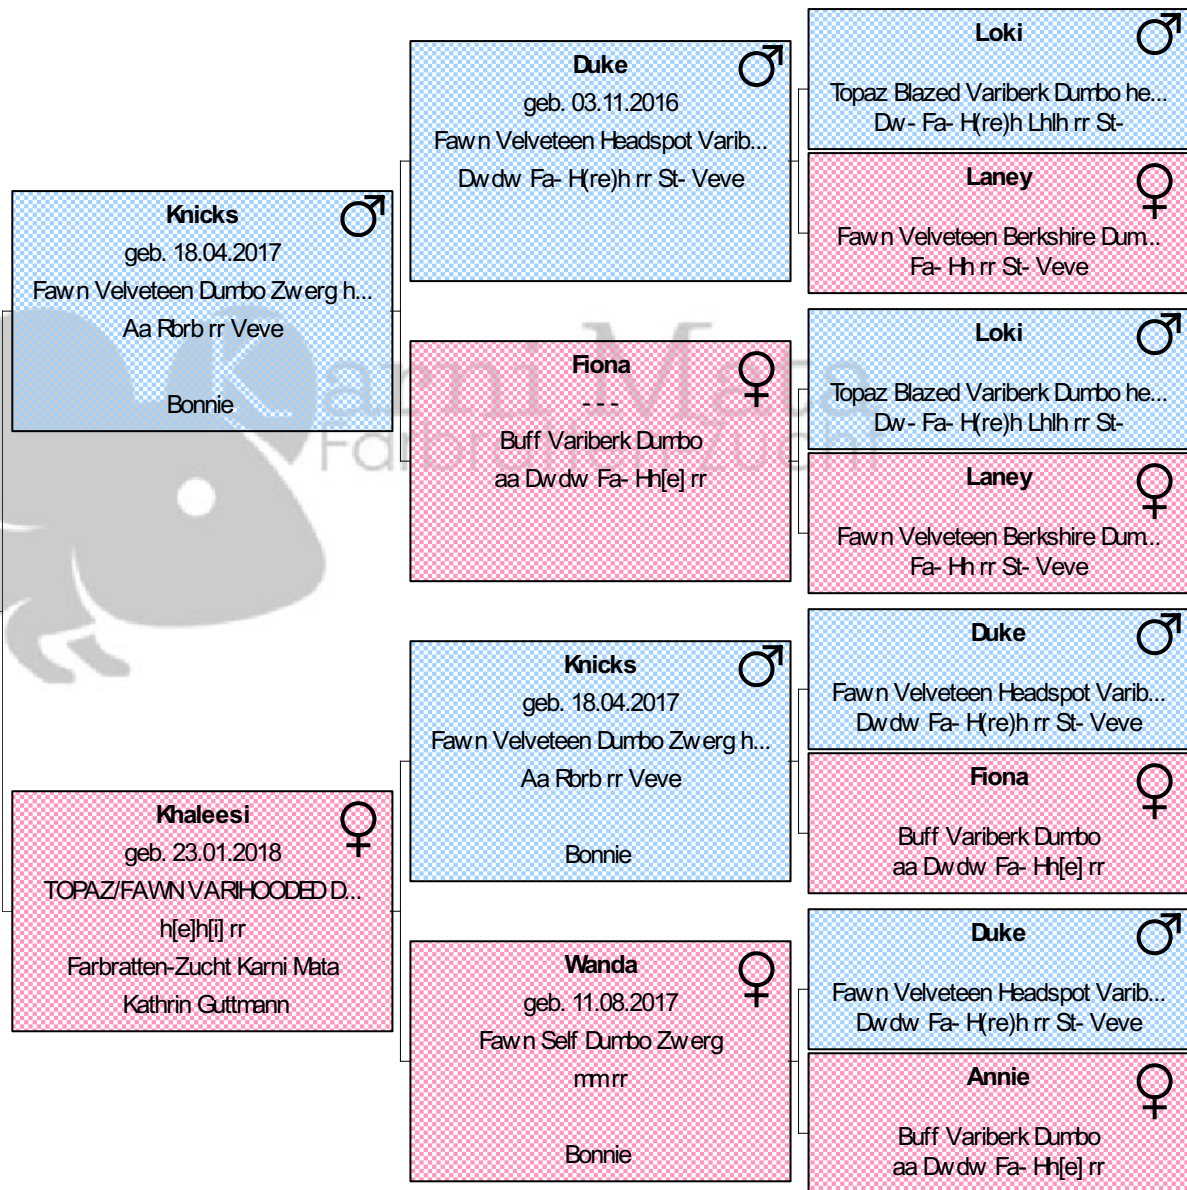 Knicks
geb. 18.04.2017
Fawn Velveteen Dumbo Zwerg h...
Aa Rbrb rr Veve
Bonnie
Khaleesi
geb. 23.01.2018
TOPAZ/FAWN VARIHOODED D...
h[e]h[i] rr
Farbratten-Zucht Karni Mata
Kathrin Guttmann
Duke
geb. 03.11.2016
Fawn Velveteen Headspot Varib...
Dwdw Fa- H(re)h rr St- Veve
Fiona
---
Buff Variberk Dumbo
aa Dwdw Fa- Hh[e] rr
Knicks
geb. 18.04.2017
Fawn Velveteen Dumbo Zwerg h...
Aa Rbrb rr Veve
Bonnie
Wanda
geb. 11.08.2017
Fawn Self Dumbo Zwerg
mm rr
Bonnie
Loki
Topaz Blazed Variberk Dumbo he...
Dw- Fa- H(re)h Lhlh rr St-
Laney
Fawn Velveteen Berkshire Dum...
Fa- Hh rr St- Veve
Loki
Topaz Blazed Variberk Dumbo he...
Dw- Fa- H(re)h Lhlh rr St-
Laney
Fawn Velveteen Berkshire Dum...
Fa- Hh rr St- Veve
Duke
Fawn Velveteen Headspot Varib...
Dwdw Fa- H(re)h rr St- Veve
Fiona
Buff Variberk Dumbo
aa Dwdw Fa- Hh[e] rr
Duke
Fawn Velveteen Headspot Varib...
Dwdw Fa- H(re)h rr St- Veve
Annie
Buff Variberk Dumbo
aa Dwdw Fa- Hh[e] rr
Karni Mata